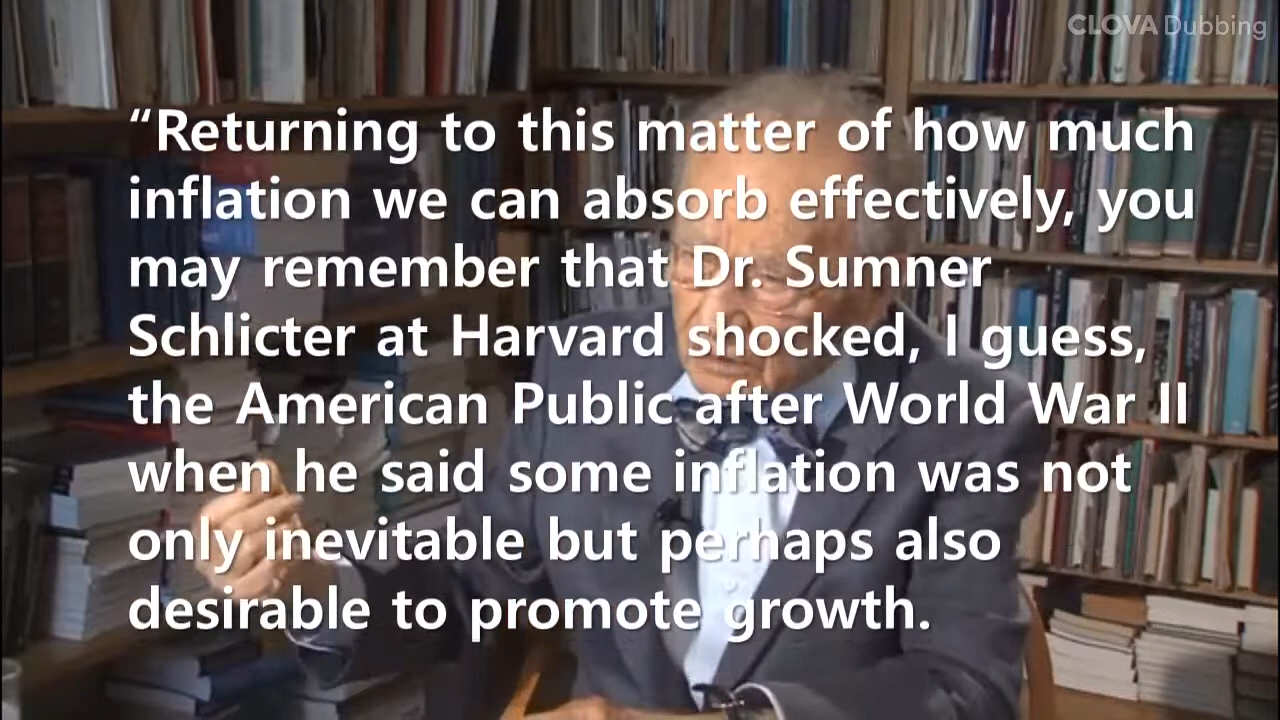 CLOVA Dubbing
“Returning to this matter of how much
inflation we can absorb effectively, you
may remember that Dr. Sumner
Schlicter at Harvard shocked, I guess,
the American Public after World War II
when he said some inflation was not
only inevitable but perhaps also
desirable to promote growth.